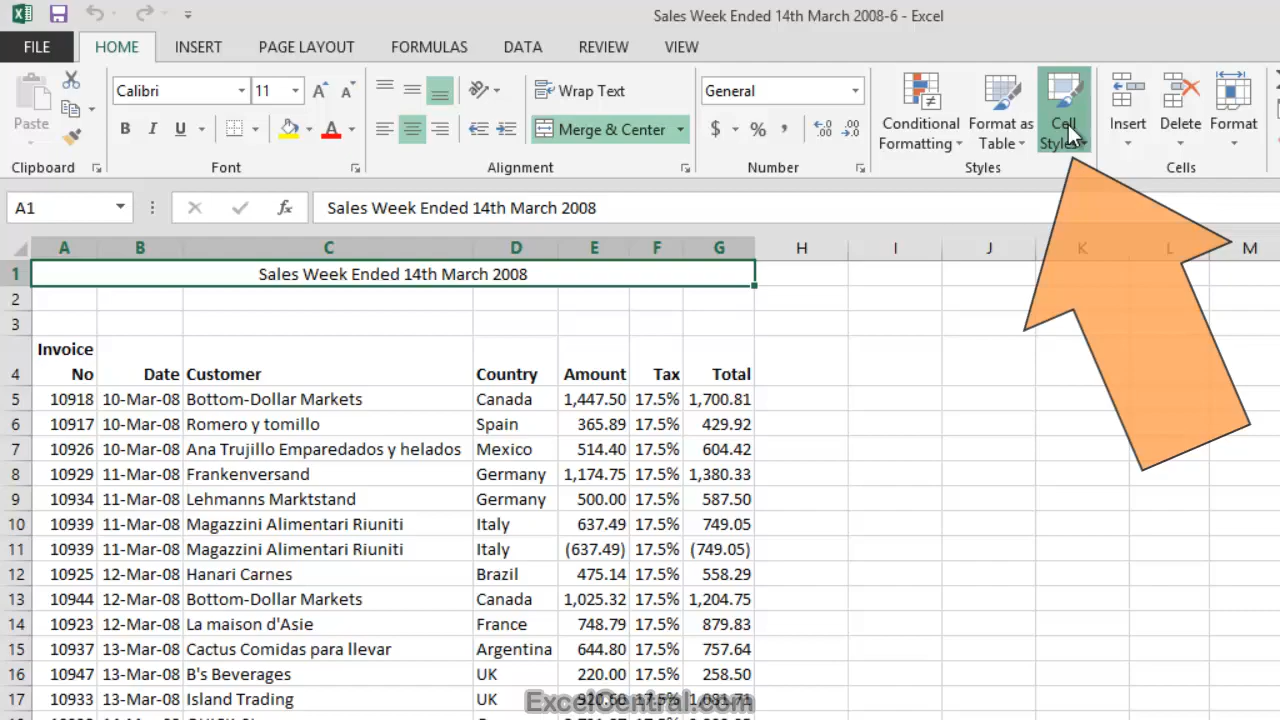 Sales Week Ended 14th March 2008-6 - Excel
FILE HOME INSERT PAGE LAYOUT FORMULAS DATA REVIEW VIEW
Paste
Calibri 11
B I U
Wrap Text
Merge & Center
General
$ % ,
Conditional Formatting
Format as Table
Cell Styles
Insert Delete Format
Clipboard Font Alignment Number Styles Cells
A1 fx Sales Week Ended 14th March 2008
A B C D E F G H I J K L M
1 Sales Week Ended 14th March 2008
2
3
4 Invoice No Date Customer Country Amount Tax Total
5 10918 10-Mar-08 Bottom-Dollar Markets Canada 1,447.50 17.5% 1,700.81
6 10917 10-Mar-08 Romero y tomillo Spain 365.89 17.5% 429.92
7 10926 10-Mar-08 Ana Trujillo Emparedados y helados Mexico 514.40 17.5% 604.42
8 10929 11-Mar-08 Frankenversand Germany 1,174.75 17.5% 1,380.33
9 10934 11-Mar-08 Lehmanns Marktstand Germany 500.00 17.5% 587.50
10 10939 11-Mar-08 Magazzini Alimentari Riuniti Italy 637.49 17.5% 749.05
11 10939 11-Mar-08 Magazzini Alimentari Riuniti Italy (637.49) 17.5% (749.05)
12 10925 12-Mar-08 Hanari Carnes Brazil 475.14 17.5% 558.29
13 10944 12-Mar-08 Bottom-Dollar Markets Canada 1,025.32 17.5% 1,204.75
14 10923 12-Mar-08 La maison d'Asie France 748.79 17.5% 879.83
15 10937 13-Mar-08 Cactus Comidas para llevar Argentina 644.80 17.5% 757.64
16 10947 13-Mar-08 B's Beverages UK 220.00 17.5% 258.50
17 10933 13-Mar-08 Island Trading UK 920.60 17.5% 1,081.71
ExcelCentral.com